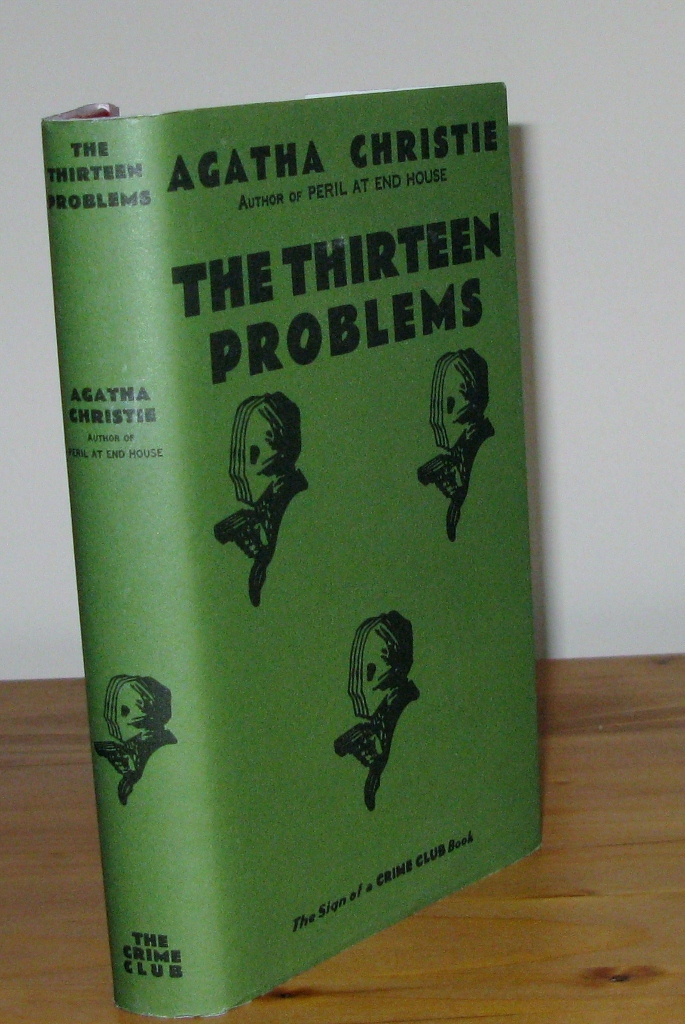 THE
THIRTEEN
PROBLEMS
AGATHA
CHRISTIE
AUTHOR OF
PERIL AT END HOUSE
THE
CRIME
CLUB
AGATHA CHRISTIE
AUTHOR OF PERIL AT END HOUSE
THE THIRTEEN
PROBLEMS
The Sign of a CRIME CLUB Book